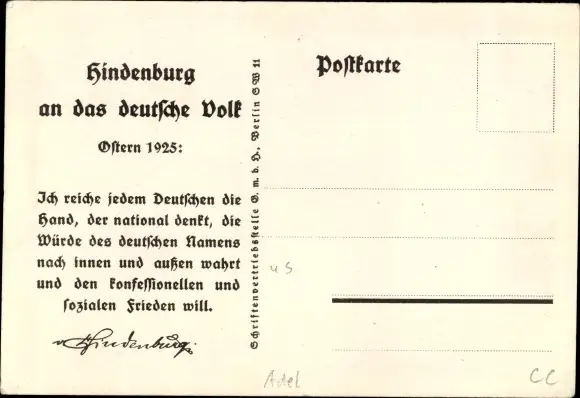 Hindenburg
an das deutsche Volk
Ostern 1925:
Ich reiche jedem Deutschen die
Hand, der national denkt, die
Würde des deutschen Namens
nach innen und außen wahrt
und den konfessionellen und
sozialen Frieden will.
v. Hindenburg.
Schriftenvertriebsstelle G. m. b. H., Berlin SW 11
Postkarte
us
Adel
CC